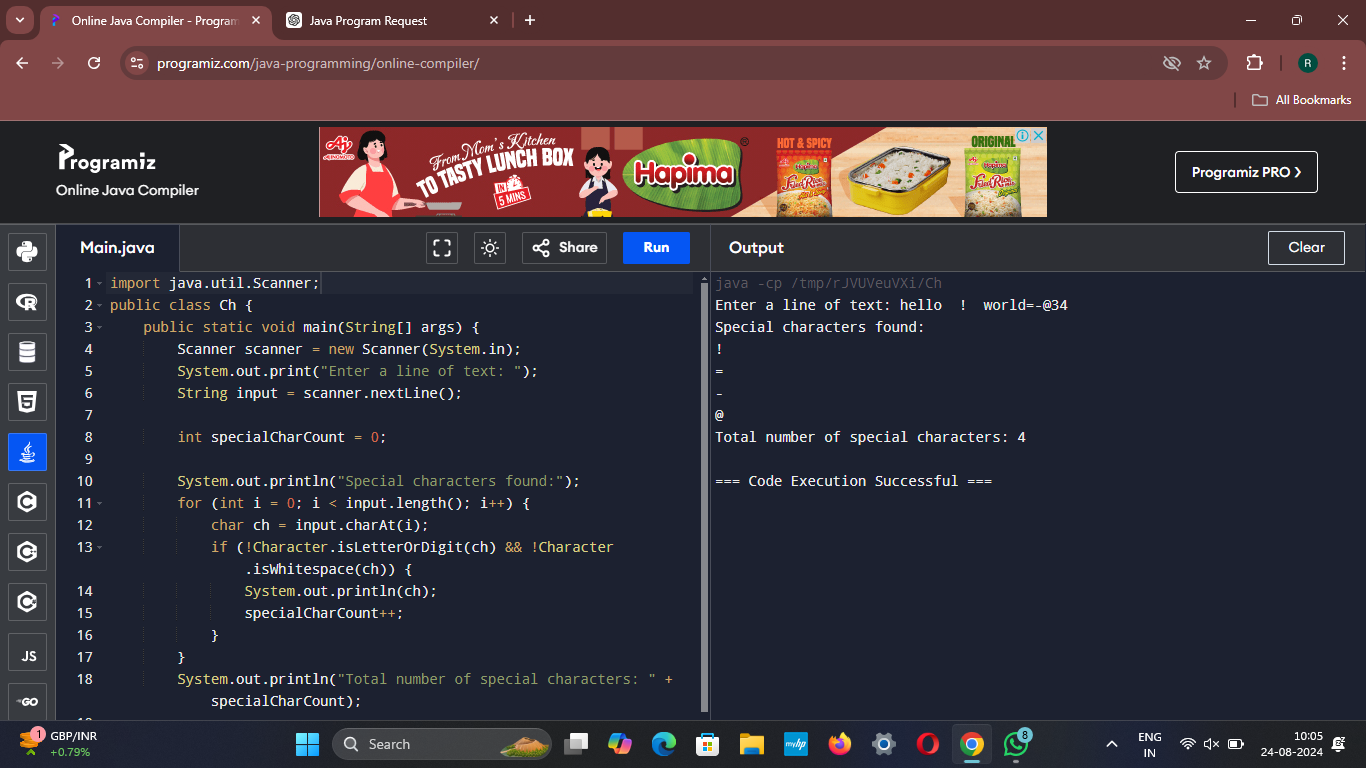 Online Java Compiler - Program
Java Program Request
programiz.com/java-programming/online-compiler/
R
All Bookmarks
Programiz
Online Java Compiler
AJINOMOTO
From Mom's Kitchen
TO TASTY LUNCH BOX
IN
5 MINS
Hapima
HOT & SPICY
ORIGINAL
Programiz PRO
Main.java
Share
Run
Output
Clear
1 import java.util.Scanner;
2 public class Ch {
3 public static void main(String[] args) {
4 Scanner scanner = new Scanner(System.in);
5 System.out.print("Enter a line of text: ");
6 String input = scanner.nextLine();
7
8 int specialCharCount = 0;
9
10 System.out.println("Special characters found:");
11 for (int i = 0; i < input.length(); i++) {
12 char ch = input.charAt(i);
13 if (!Character.isLetterOrDigit(ch) && !Character
.isWhitespace(ch)) {
14 System.out.println(ch);
15 specialCharCount++;
16 }
17 }
18 System.out.println("Total number of special characters: " +
specialCharCount);
java -cp /tmp/rJVUVeuVXi/Ch
Enter a line of text: hello  !  world=-@34
Special characters found:
!
=
-
@
Total number of special characters: 4
=== Code Execution Successful ===
JS
GO
1
GBP/INR
+0.79%
Search
myhp
8
ENG
IN
10:05
24-08-2024